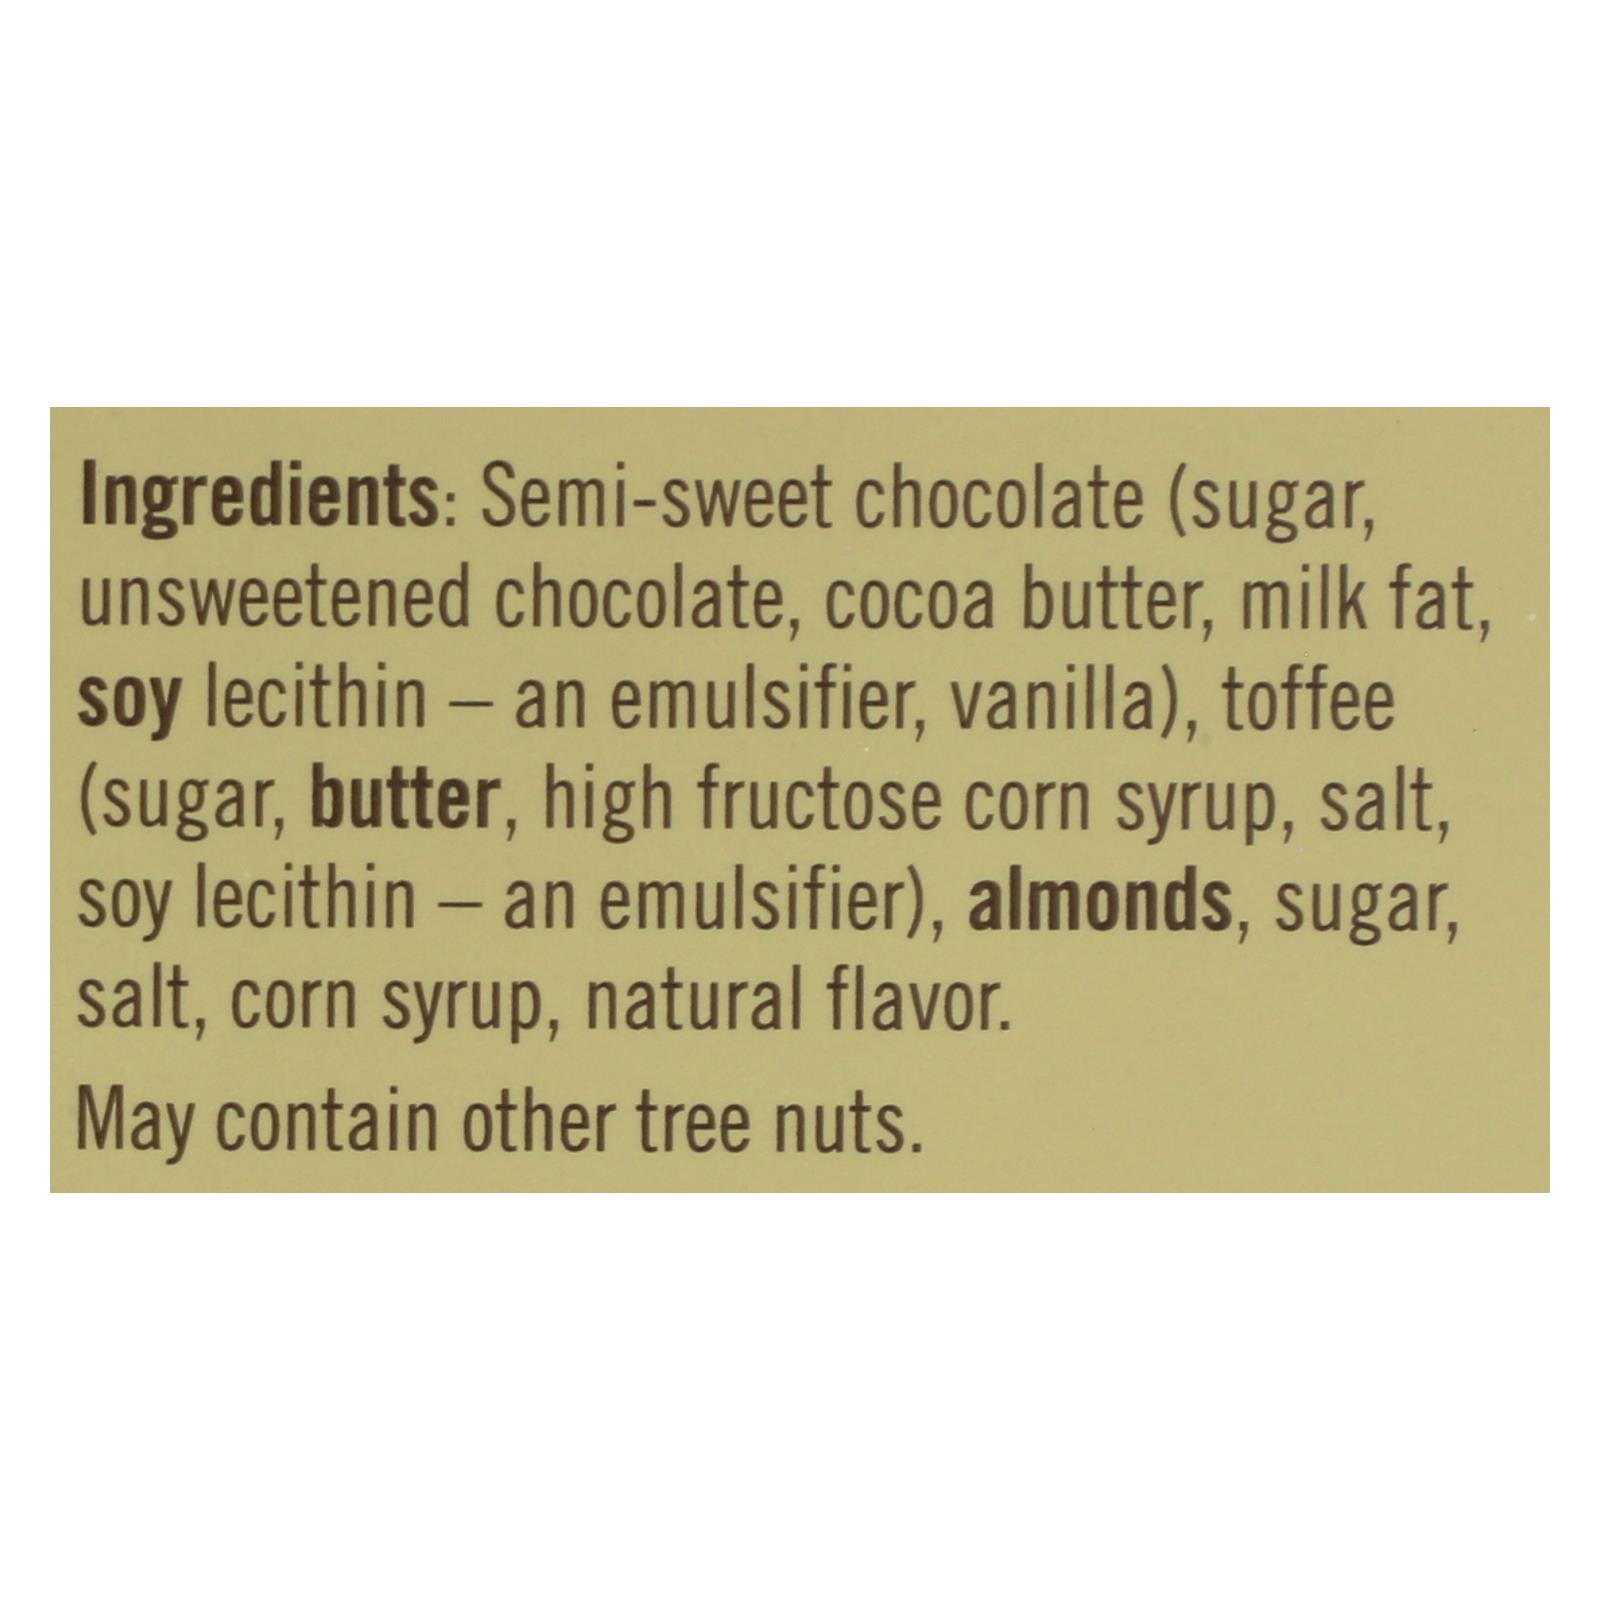 Ingredients: Semi-sweet chocolate (sugar,
unsweetened chocolate, cocoa butter, milk fat,
soy lecithin – an emulsifier, vanilla), toffee
(sugar, butter, high fructose corn syrup, salt,
soy lecithin – an emulsifier), almonds, sugar,
salt, corn syrup, natural flavor.
May contain other tree nuts.